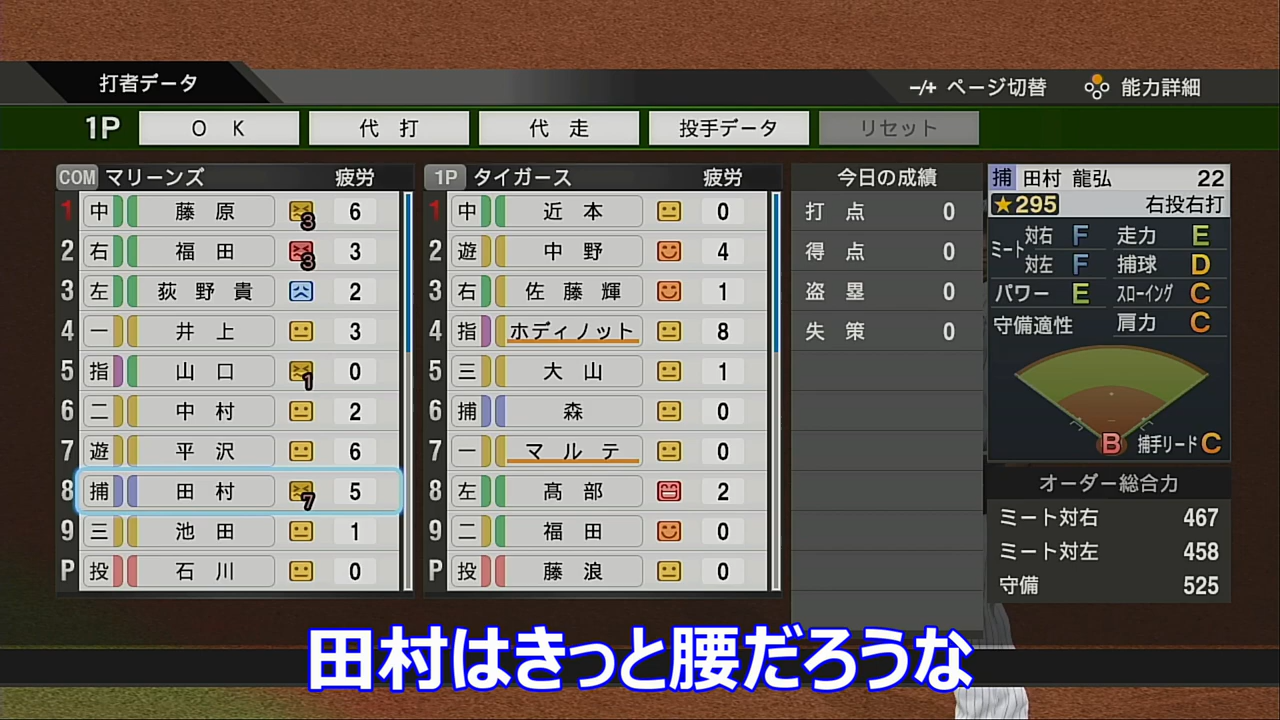 打者データ
−/+ ページ切替 能力詳細
1P O K 代 打 代 走 投手データ リセット
COM マリーンズ 疲労
1 中 藤 原 3 6
2 右 福 田 3 3
3 左 荻 野 貴 2
4 一 井 上 3
5 指 山 口 1 0
6 二 中 村 2
7 遊 平 沢 6
8 捕 田 村 7 5
9 三 池 田 1
P 投 石 川 0
1P タイガース 疲労
1 中 近 本 0
2 遊 中 野 4
3 右 佐 藤 輝 1
4 指 ホディノット 8
5 三 大 山 1
6 捕 森 0
7 一 マ ル テ 0
8 左 髙 部 2
9 二 福 田 0
P 投 藤 浪 0
今日の成績
打 点 0
得 点 0
盗 塁 0
失 策 0
捕 田村 龍弘 22
★295 右投右打
ミート 対右 F 走力 E
対左 F 捕球 D
パワー E スローイング C
守備適性 肩力 C
B 捕手リード C
オーダー総合力
ミート対右 467
ミート対左 458
守備 525
田村はきっと腰だろうな